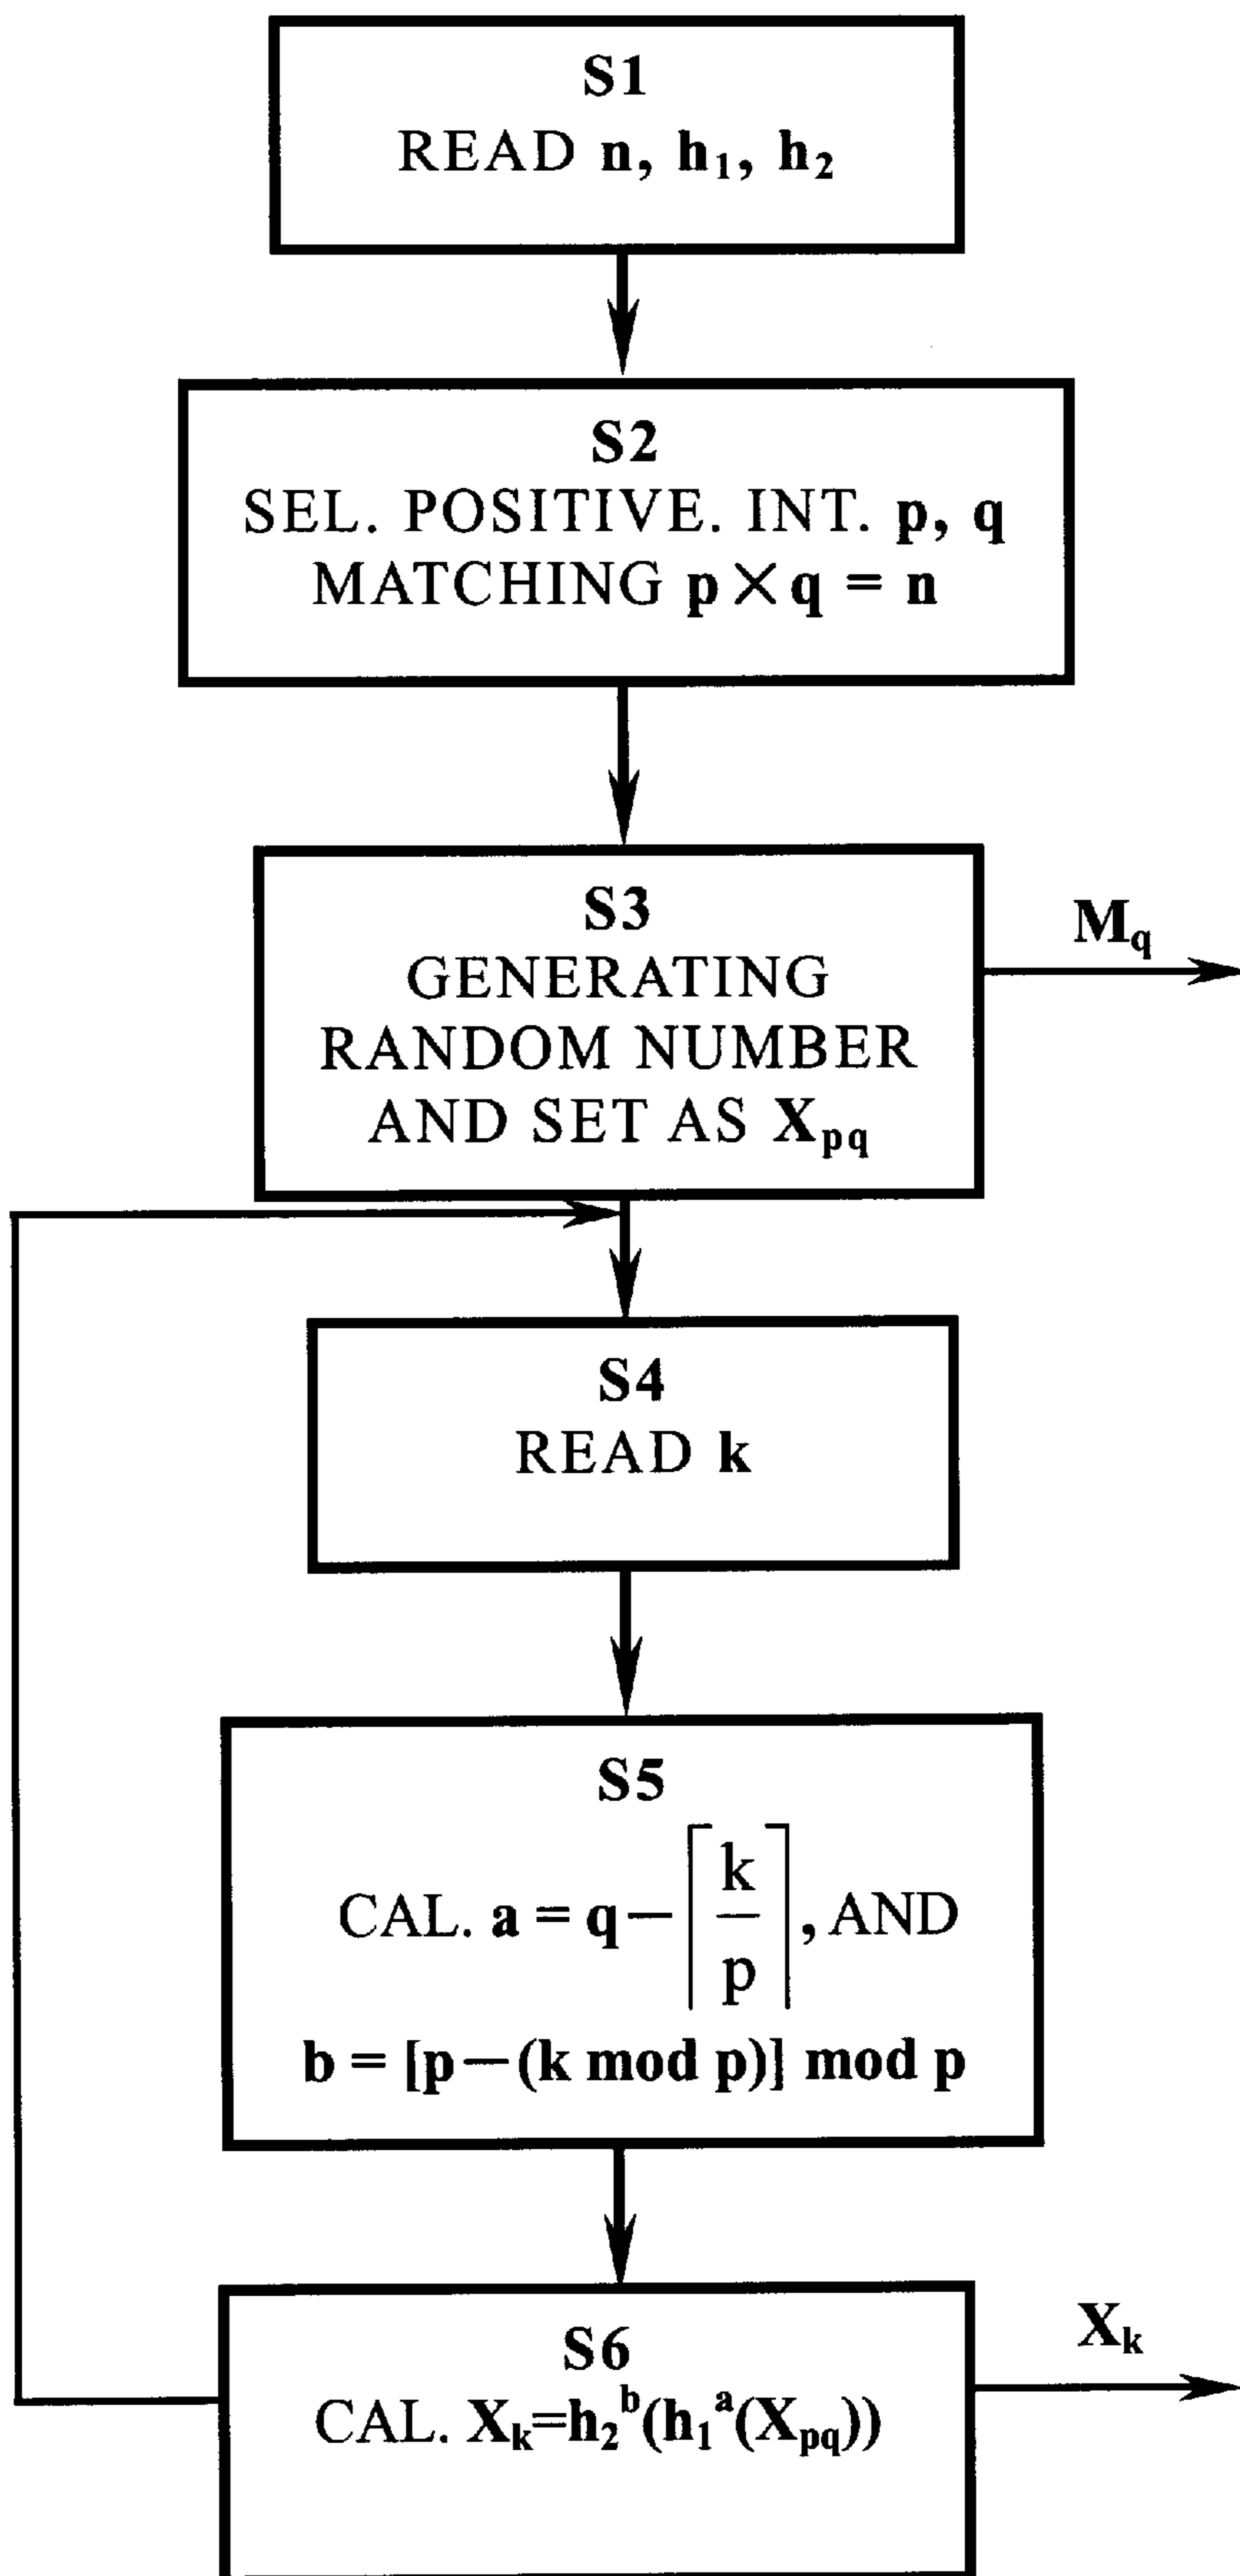 S1
READ n, h₁, h₂
S2
SEL. POSITIVE. INT. p, q
MATCHING p×q = n
S3
GENERATING
RANDOM NUMBER
AND SET AS Xpq
Mq
S4
READ k
S5
CAL. a = q−⌈k/p⌉, AND
b = [p−(k mod p)] mod p
S6
CAL. Xₖ=h₂ᵇ(h₁ᵃ(Xpq))
Xₖ